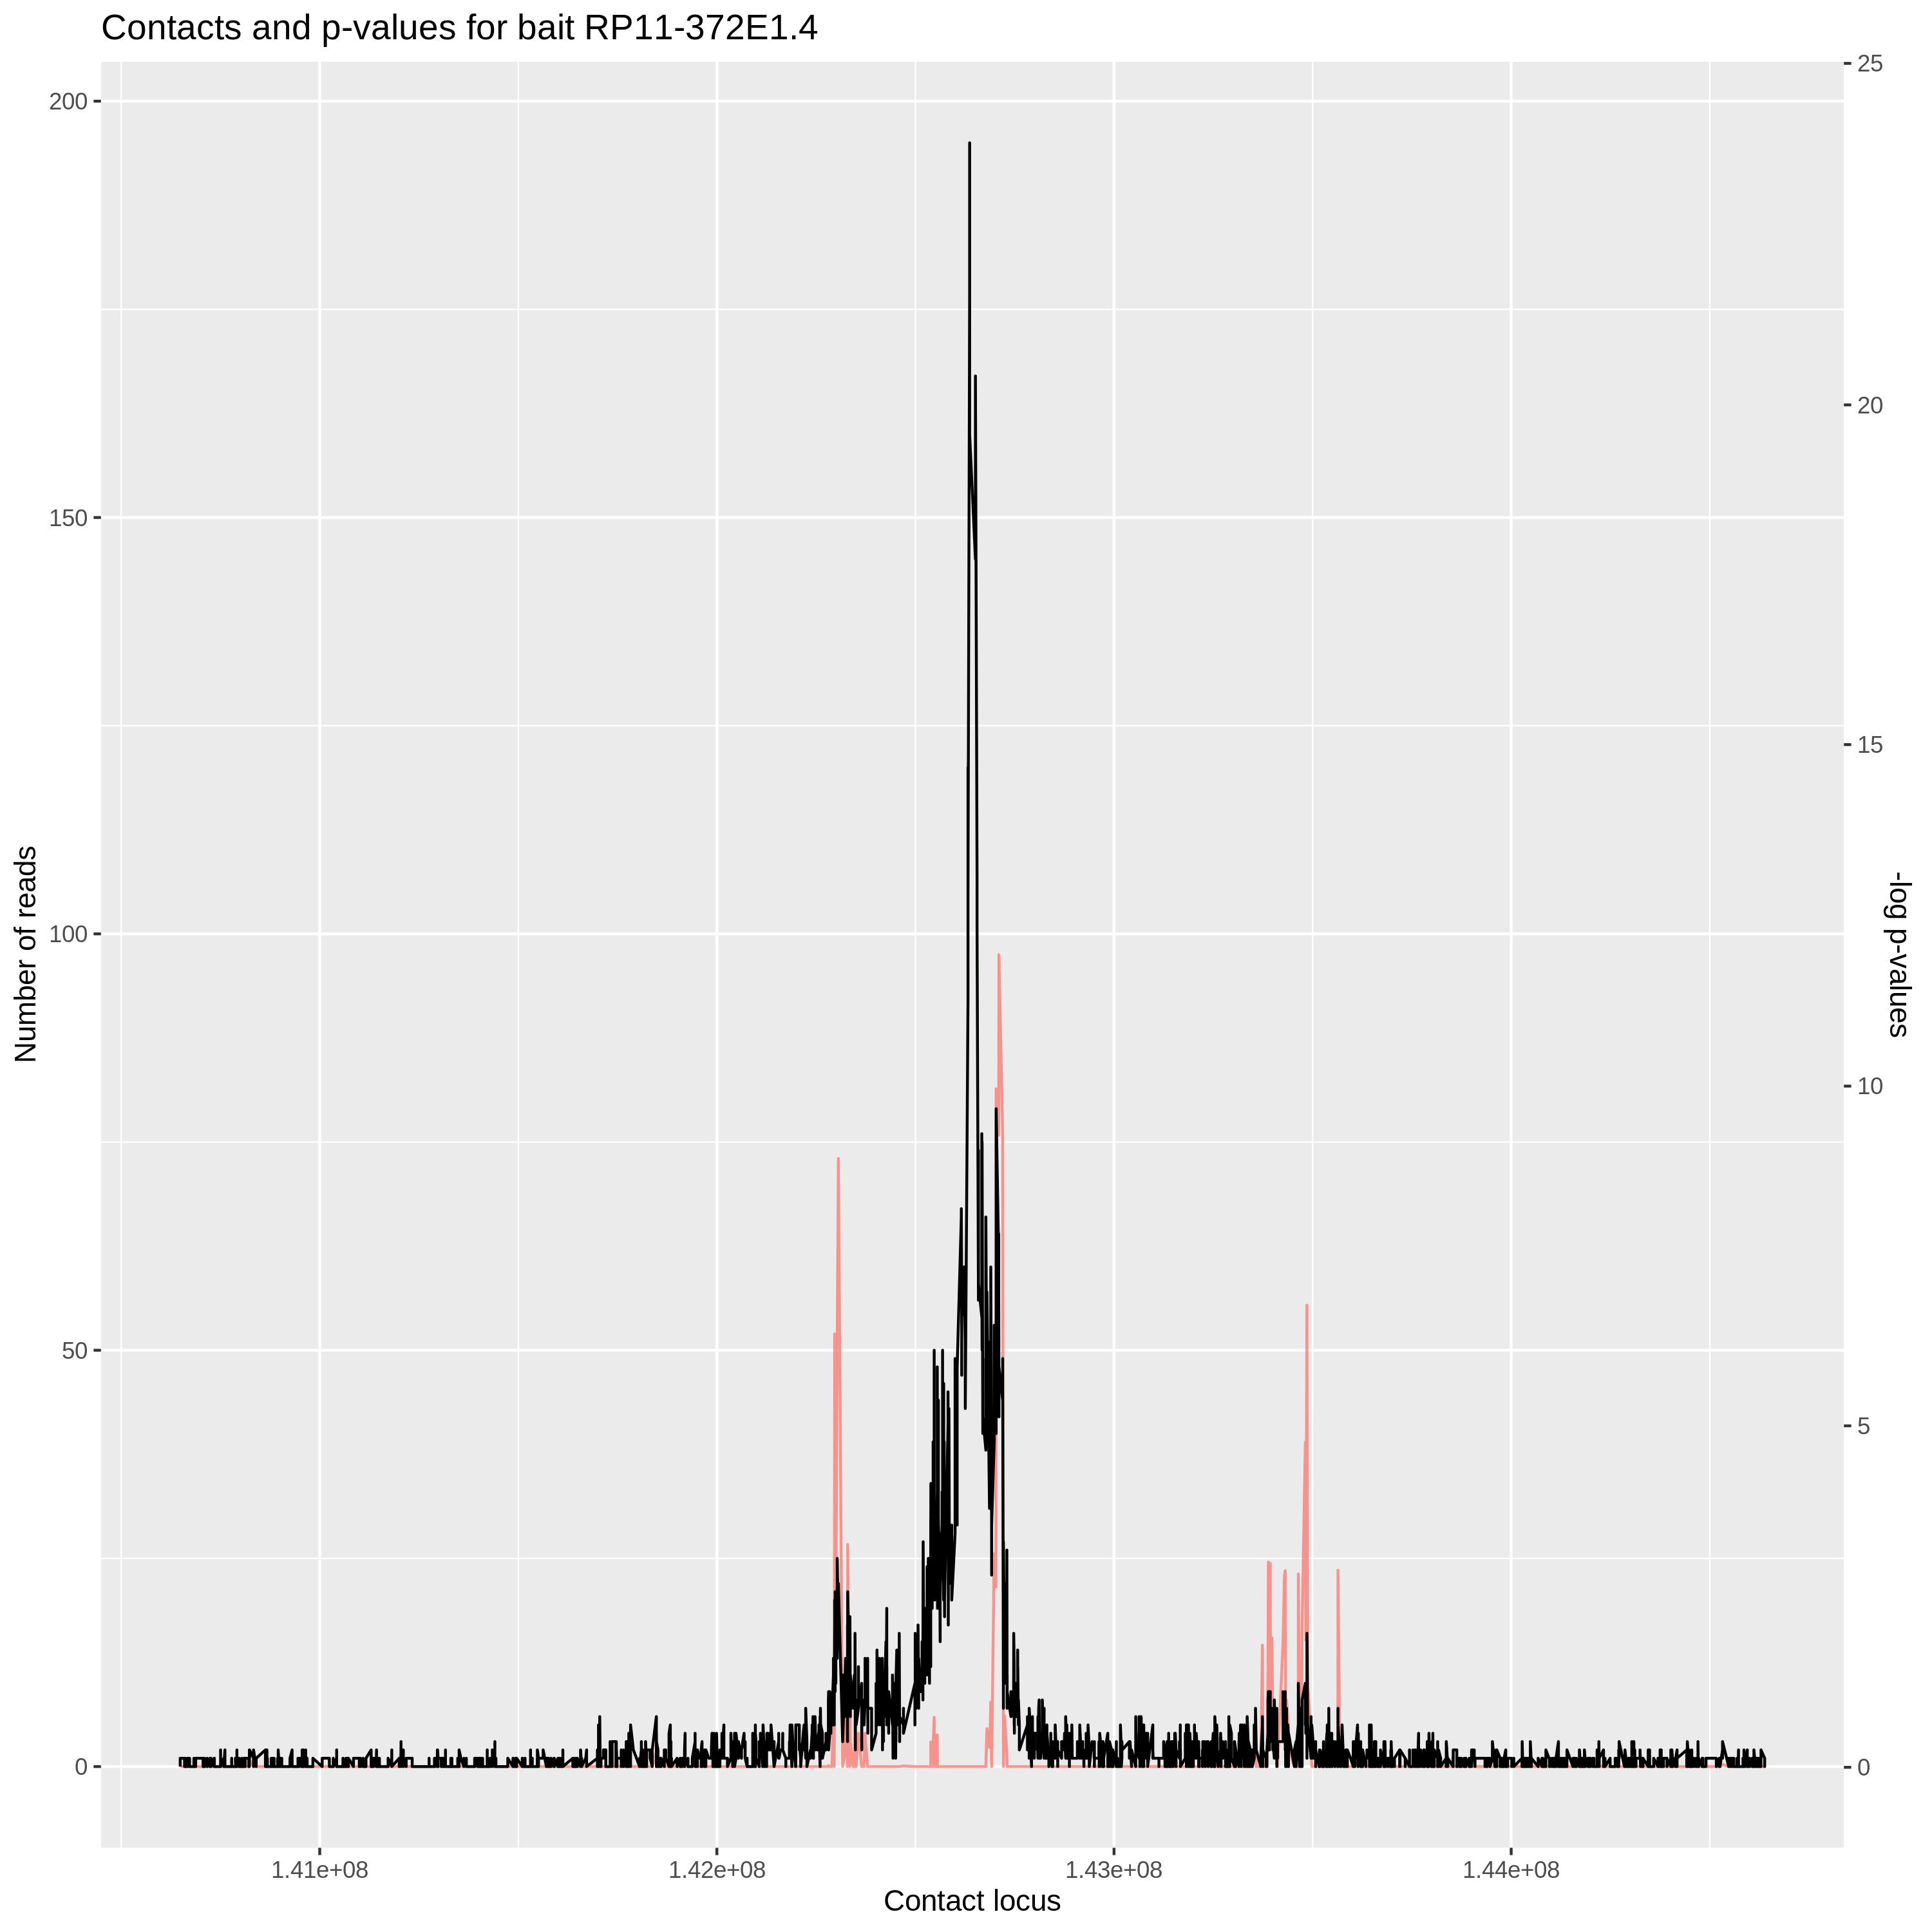 Contacts and p-values for bait RP11-372E1.4
200
150
100
50
0
25
20
15
10
5
0
Number of reads
-log p-values
1.41e+08
1.42e+08
1.43e+08
1.44e+08
Contact locus